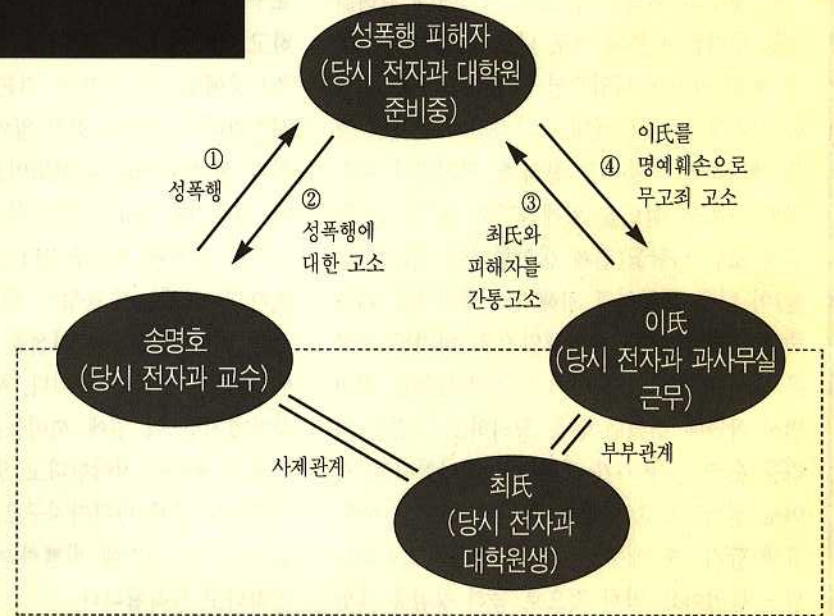 성폭행 피해자
(당시 전자과 대학원
준비중)
①
성폭행
②
성폭행에
대한 고소
③
최氏와
피해자를
간통고소
이氏를
④ 명예훼손으로
무고죄 고소
송명호
(당시 전자과 교수)
이氏
(당시 전자과 과사무실
근무)
사제관계
부부관계
최氏
(당시 전자과
대학원생)